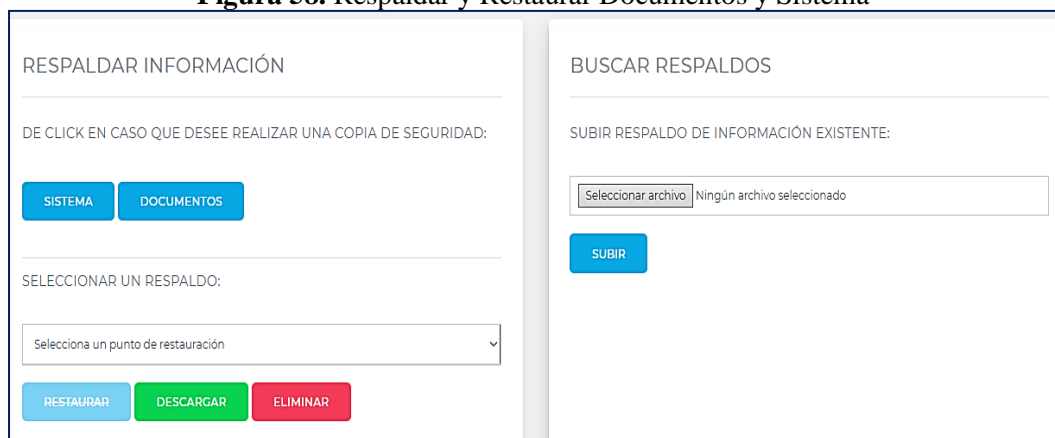 Figura 58. Respaldar y Restaurar Documentos y Sistema
RESPALDAR INFORMACIÓN
DE CLICK EN CASO QUE DESEE REALIZAR UNA COPIA DE SEGURIDAD:
SISTEMA DOCUMENTOS
SELECCIONAR UN RESPALDO:
Selecciona un punto de restauración
RESTAURAR DESCARGAR ELIMINAR
BUSCAR RESPALDOS
SUBIR RESPALDO DE INFORMACIÓN EXISTENTE:
Seleccionar archivo Ningún archivo seleccionado
SUBIR